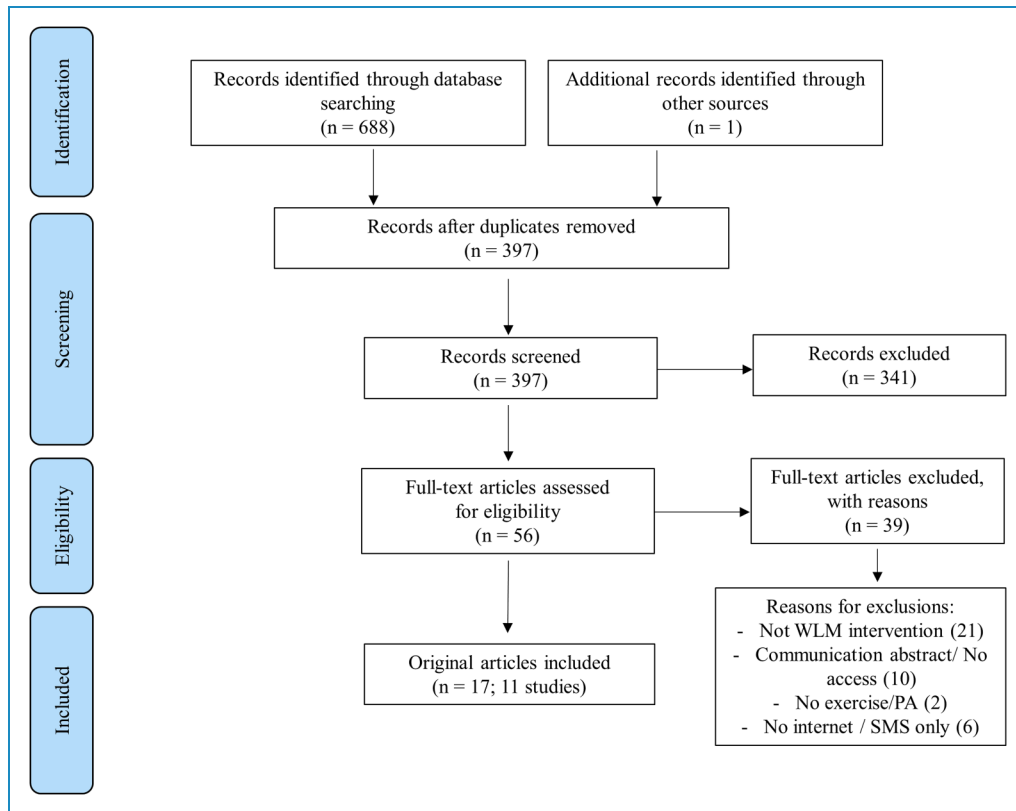 Identification
Records identified through database
searching
(n = 688)
Additional records identified through
other sources
(n = 1)
Screening
Records after duplicates removed
(n = 397)
Records screened
(n = 397)
Records excluded
(n = 341)
Eligibility
Full-text articles assessed
for eligibility
(n = 56)
Full-text articles excluded,
with reasons
(n = 39)
Included
Original articles included
(n = 17; 11 studies)
Reasons for exclusions:
- Not WLM intervention (21)
- Communication abstract/ No
access (10)
- No exercise/PA (2)
- No internet / SMS only (6)